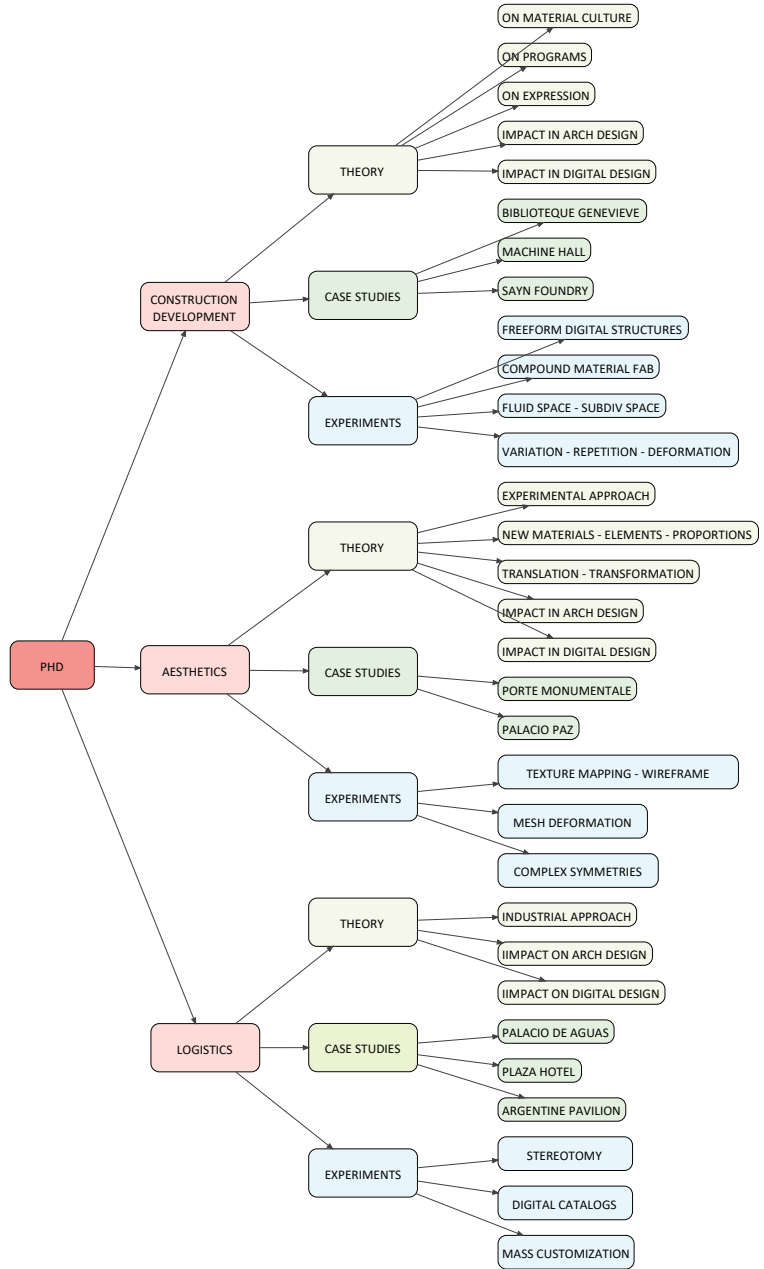 PHD
CONSTRUCTION
DEVELOPMENT
THEORY
ON MATERIAL CULTURE
ON PROGRAMS
ON EXPRESSION
IMPACT IN ARCH DESIGN
IMPACT IN DIGITAL DESIGN
CASE STUDIES
BIBLIOTEQUE GENEVIEVE
MACHINE HALL
SAYN FOUNDRY
EXPERIMENTS
FREEFORM DIGITAL STRUCTURES
COMPOUND MATERIAL FAB
FLUID SPACE - SUBDIV SPACE
VARIATION - REPETITION - DEFORMATION
AESTHETICS
THEORY
EXPERIMENTAL APPROACH
NEW MATERIALS - ELEMENTS - PROPORTIONS
TRANSLATION - TRANSFORMATION
IMPACT IN ARCH DESIGN
IMPACT IN DIGITAL DESIGN
CASE STUDIES
PORTE MONUMENTALE
PALACIO PAZ
EXPERIMENTS
TEXTURE MAPPING - WIREFRAME
MESH DEFORMATION
COMPLEX SYMMETRIES
LOGISTICS
THEORY
INDUSTRIAL APPROACH
IIMPACT ON ARCH DESIGN
IIMPACT ON DIGITAL DESIGN
CASE STUDIES
PALACIO DE AGUAS
PLAZA HOTEL
ARGENTINE PAVILION
EXPERIMENTS
STEREOTOMY
DIGITAL CATALOGS
MASS CUSTOMIZATION